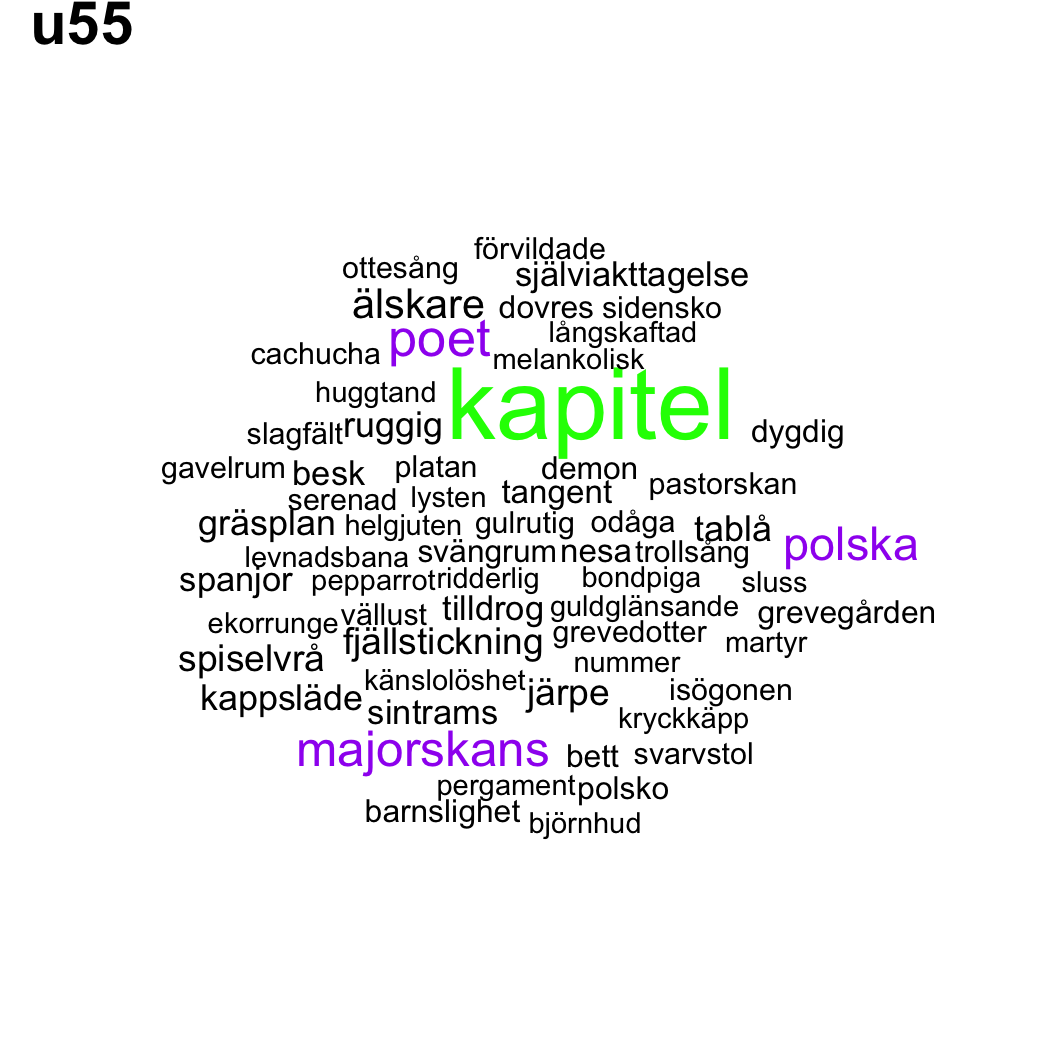 u55
förvildade
ottesång själviakttagelse
älskare dovres sidensko
poet långskaftad
cachucha melankolisk
huggtand kapitel
slagfält ruggig dygdig
gavelrum besk platan demon
serenad lysten tangent pastorskan
gräsplan helgjuten gulrutig odåga tablå polska
levnadsbana svängrum nesa trollsång
spanjor pepparrot ridderlig bondpiga sluss
ekorrunge vällust tilldrog guldglänsande grevegården
fjällstickning grevedotter martyr
spiselvrå nummer
kappsläde känslolöshet järpe isögonen
sintrams kryckkäpp
majorskans bett svarvstol
pergament polsko
barnslighet björnhud